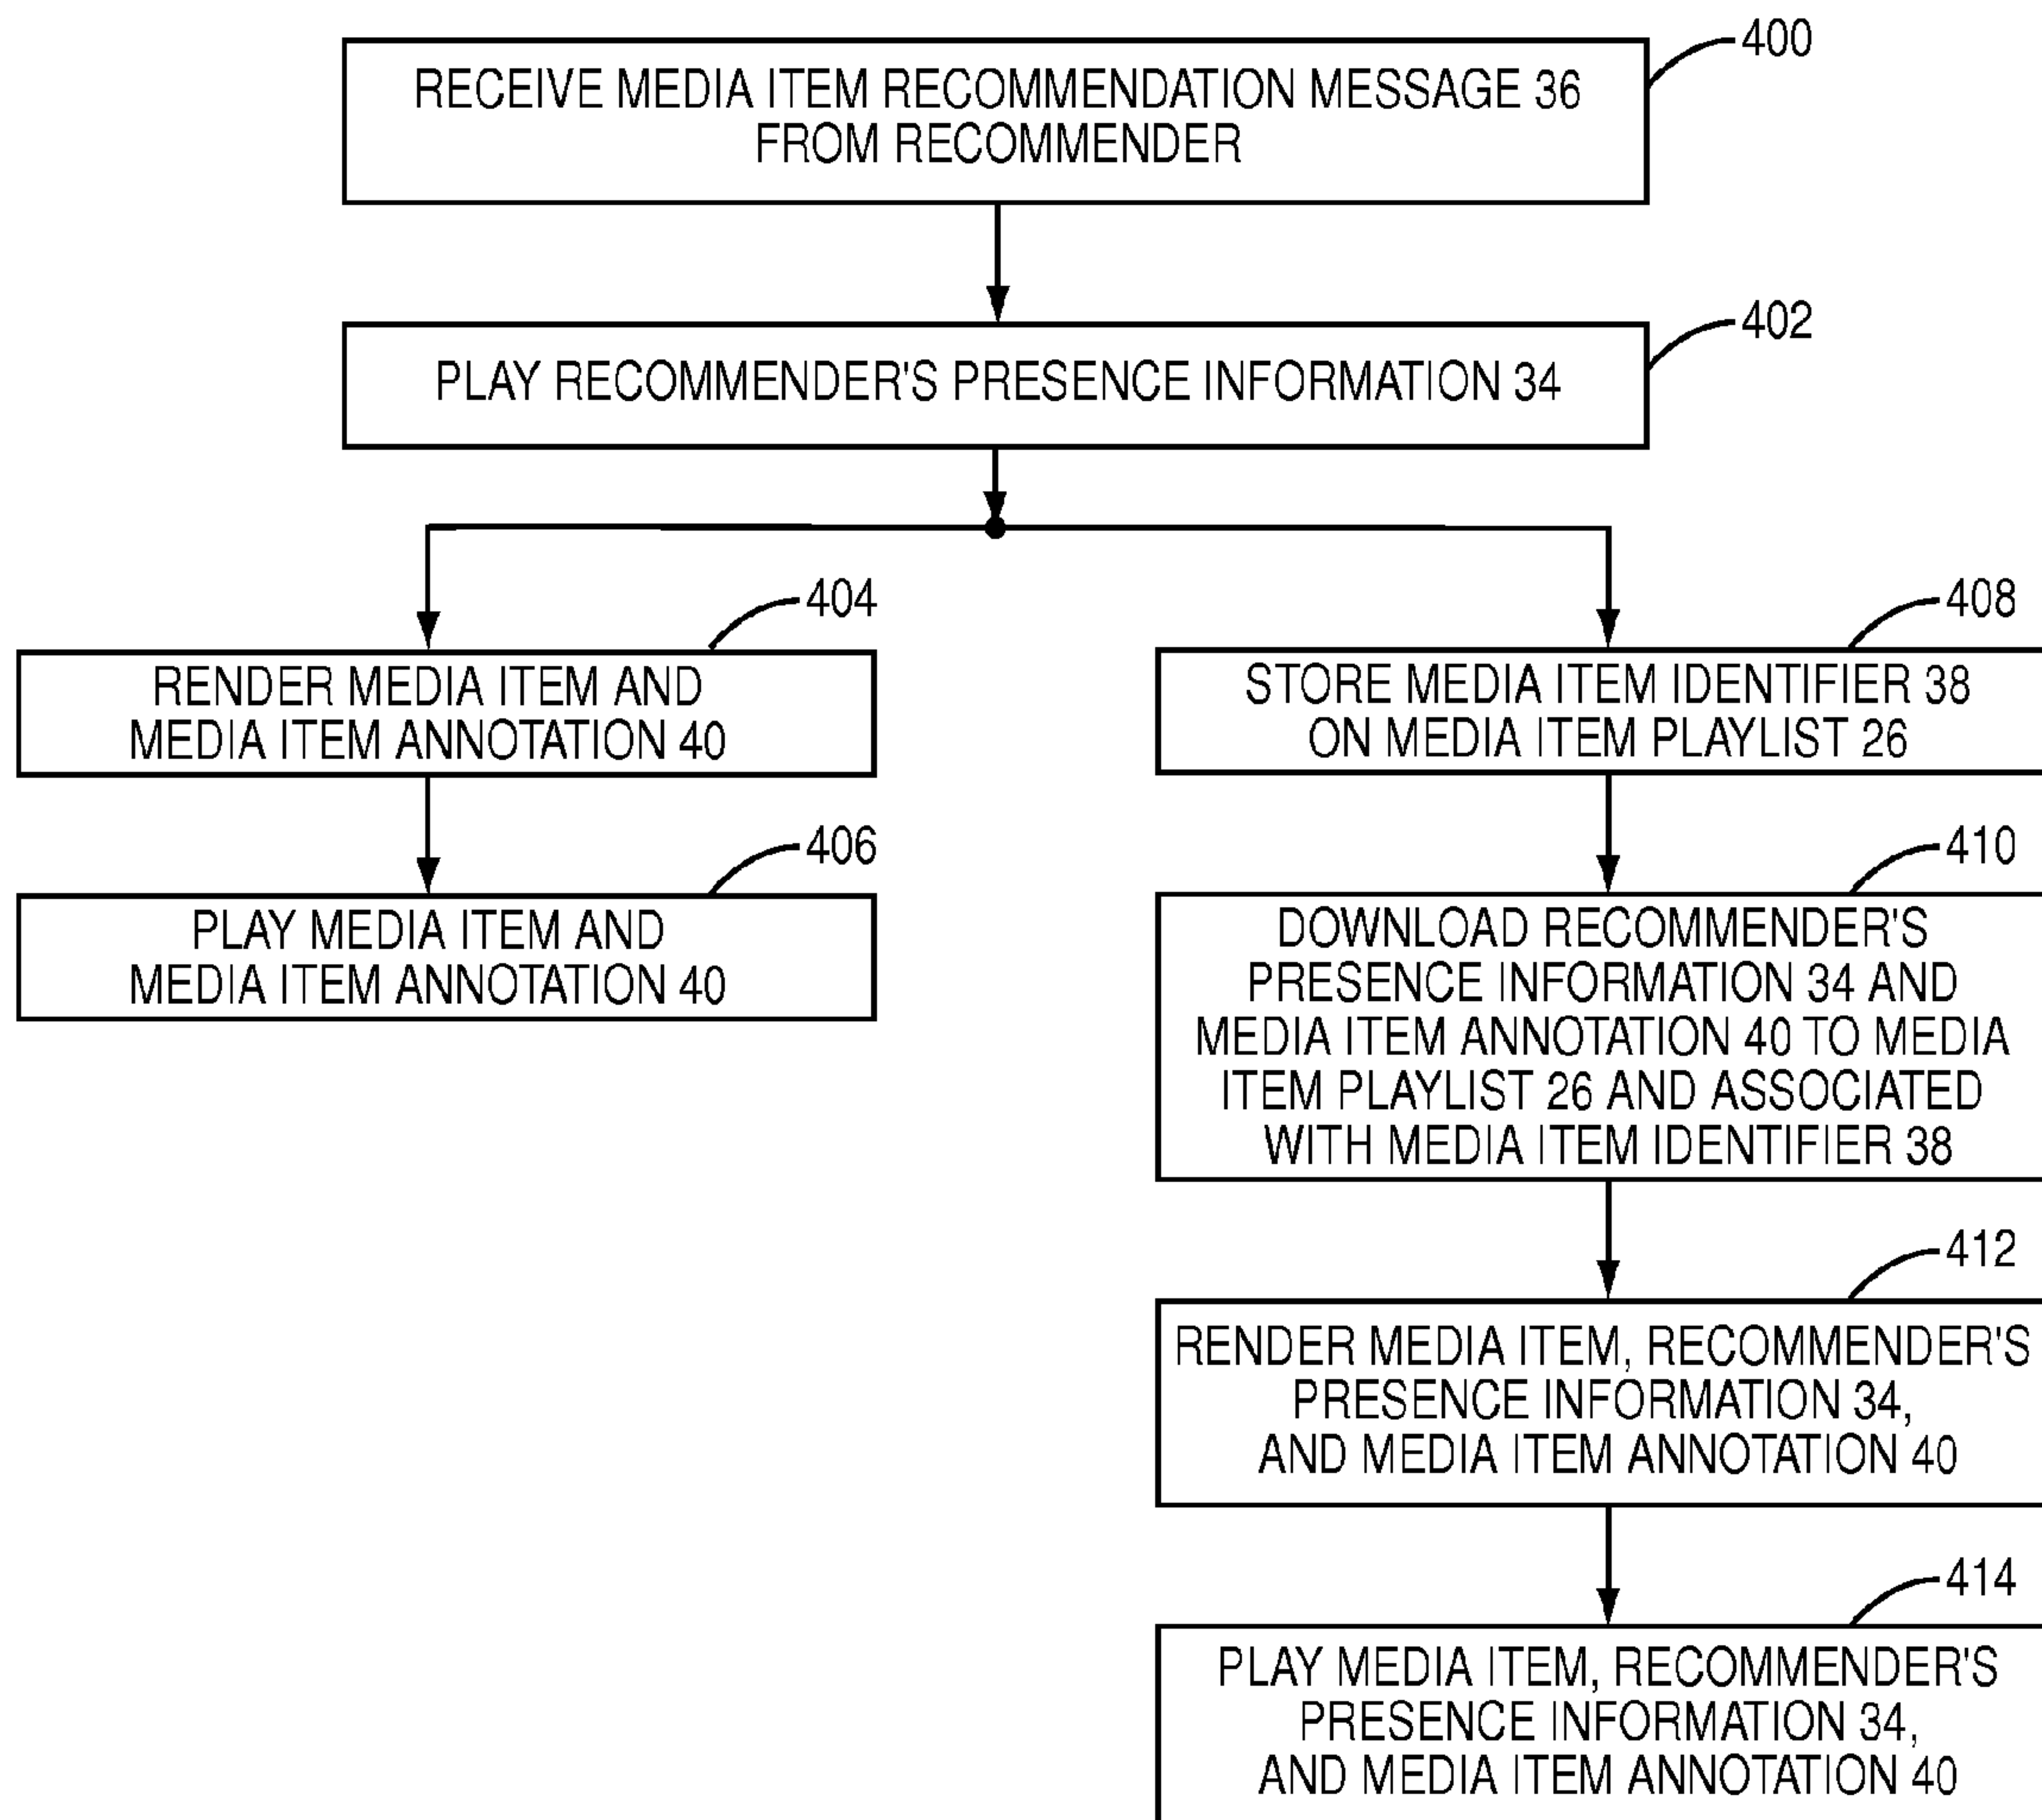 400
RECEIVE MEDIA ITEM RECOMMENDATION MESSAGE 36
FROM RECOMMENDER
402
PLAY RECOMMENDER'S PRESENCE INFORMATION 34
404
RENDER MEDIA ITEM AND
MEDIA ITEM ANNOTATION 40
406
PLAY MEDIA ITEM AND
MEDIA ITEM ANNOTATION 40
408
STORE MEDIA ITEM IDENTIFIER 38
ON MEDIA ITEM PLAYLIST 26
410
DOWNLOAD RECOMMENDER'S
PRESENCE INFORMATION 34 AND
MEDIA ITEM ANNOTATION 40 TO MEDIA
ITEM PLAYLIST 26 AND ASSOCIATED
WITH MEDIA ITEM IDENTIFIER 38
412
RENDER MEDIA ITEM, RECOMMENDER'S
PRESENCE INFORMATION 34,
AND MEDIA ITEM ANNOTATION 40
414
PLAY MEDIA ITEM, RECOMMENDER'S
PRESENCE INFORMATION 34,
AND MEDIA ITEM ANNOTATION 40